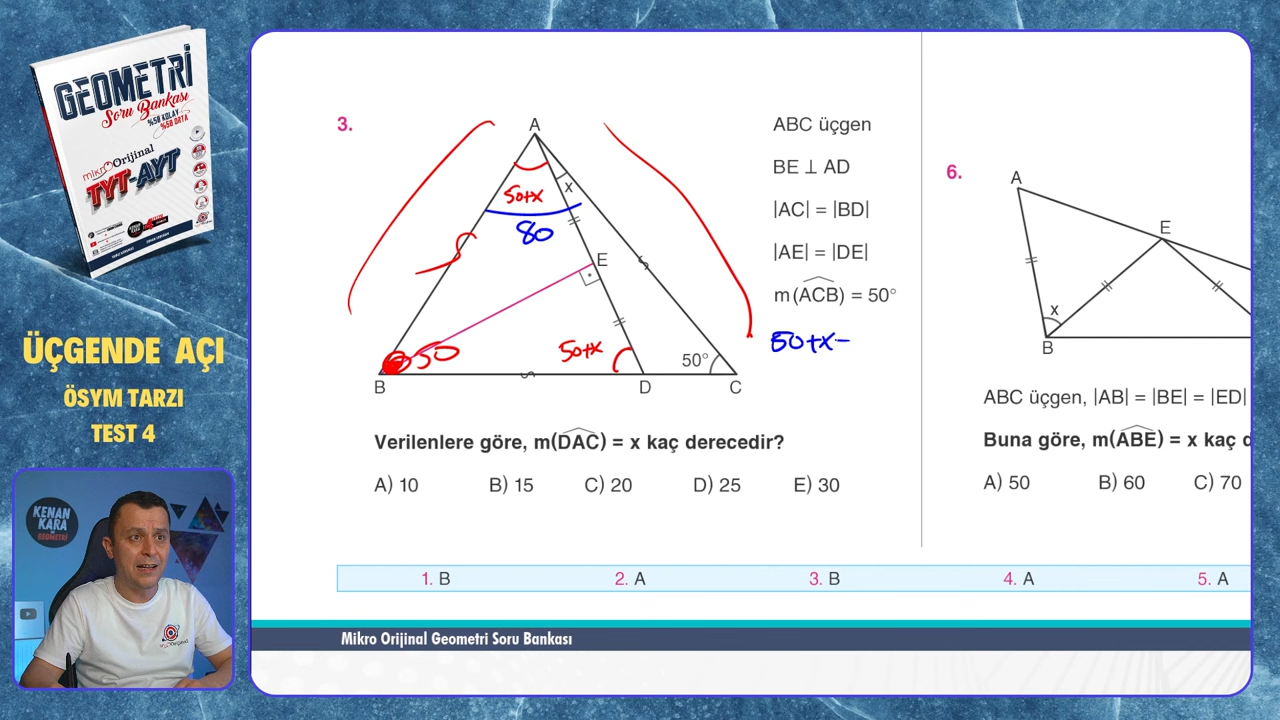 GEOMETRİ
Soru Bankası
%50 KOLAY
%50 ORTA
mikro Orijinal
TYT-AYT
ÜÇGENDE AÇI
ÖSYM TARZI
TEST 4
KENAN
KARA
GEOMETRİ
3.
A
50+x
x
80
E
50
50+x
50°
B
D
C
ABC üçgen
BE ⊥ AD
|AC| = |BD|
|AE| = |DE|
m(ACB) = 50°
50+x-
Verilenlere göre, m(DAC) = x kaç derecedir?
A) 10 B) 15 C) 20 D) 25 E) 30
6.
A
E
x
B
ABC üçgen, |AB| = |BE| = |ED|
Buna göre, m(ABE) = x kaç
A) 50 B) 60 C) 70
1. B 2. A 3. B 4. A 5. A
Mikro Orijinal Geometri Soru Bankası